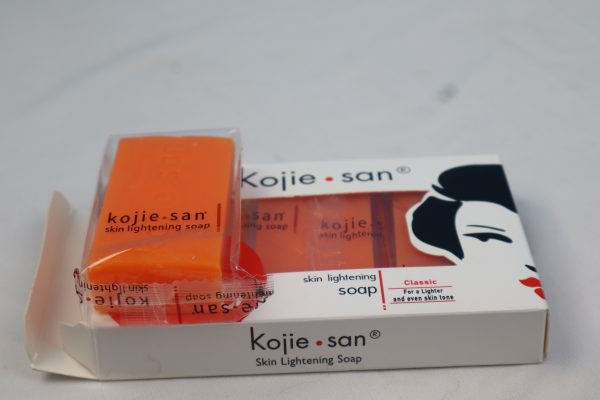 kojie•san
skin lightening soap
Kojie•san®
skin lightening
soap
Classic
For a Lighter
and even skin tone
Kojie•san®
Skin Lightening Soap